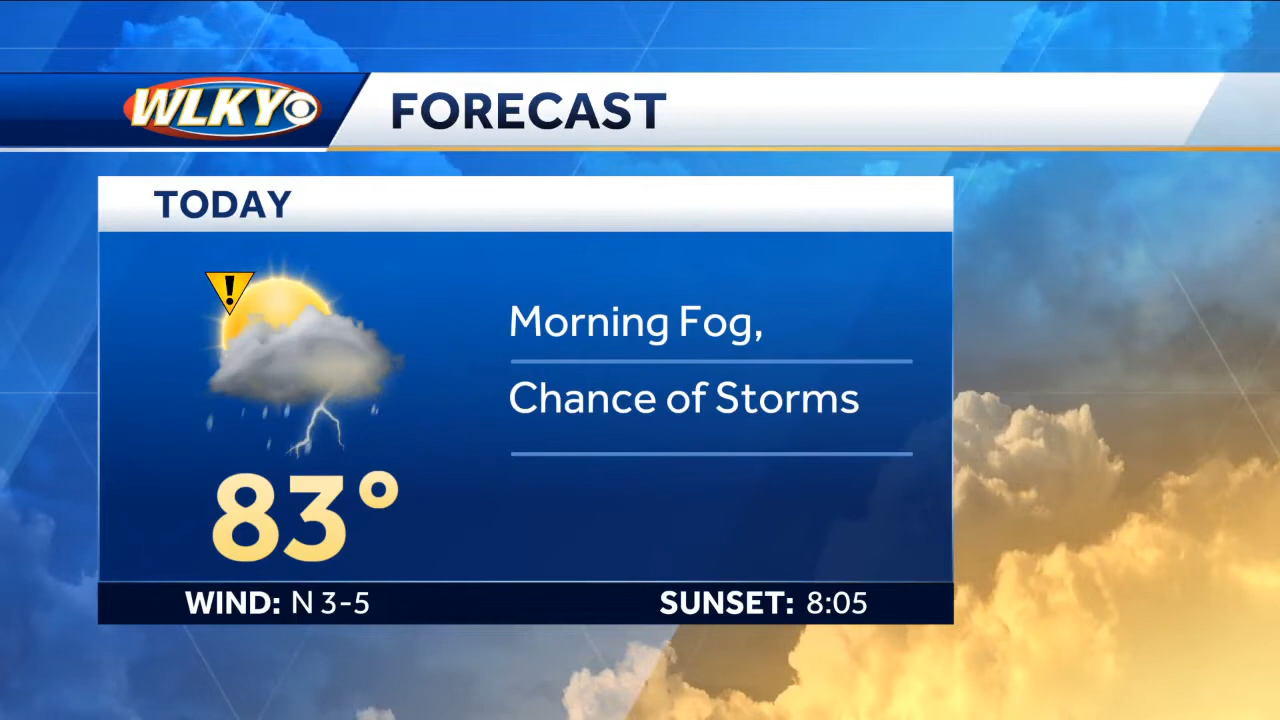 WLKY
FORECAST
TODAY
!
Morning Fog,
Chance of Storms
83°
WIND: N 3-5
SUNSET: 8:05